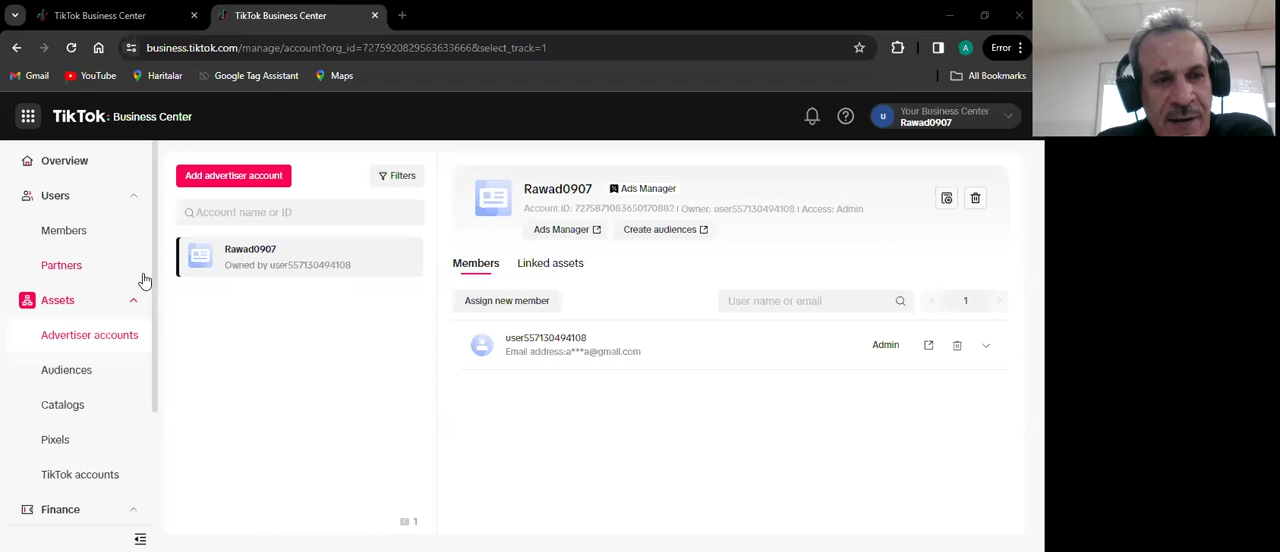 TikTok Business Center
TikTok Business Center
business.tiktok.com/manage/account?org_id=7275920829563633666&select_track=1
A
Error
Gmail
YouTube
Haritalar
Google Tag Assistant
Maps
All Bookmarks
TikTok: Business Center
U
Your Business Center
Rawad0907
Overview
Users
Members
Partners
Assets
Advertiser accounts
Audiences
Catalogs
Pixels
TikTok accounts
Finance
Add advertiser account
Filters
Account name or ID
Rawad0907
Owned by user557130494108
1
Rawad0907 Ads Manager
Account ID: 7275871083650170882 | Owner: user557130494108 | Access: Admin
Ads Manager
Create audiences
Members
Linked assets
Assign new member
User name or email
1
user557130494108
Email address:a***a@gmail.com
Admin